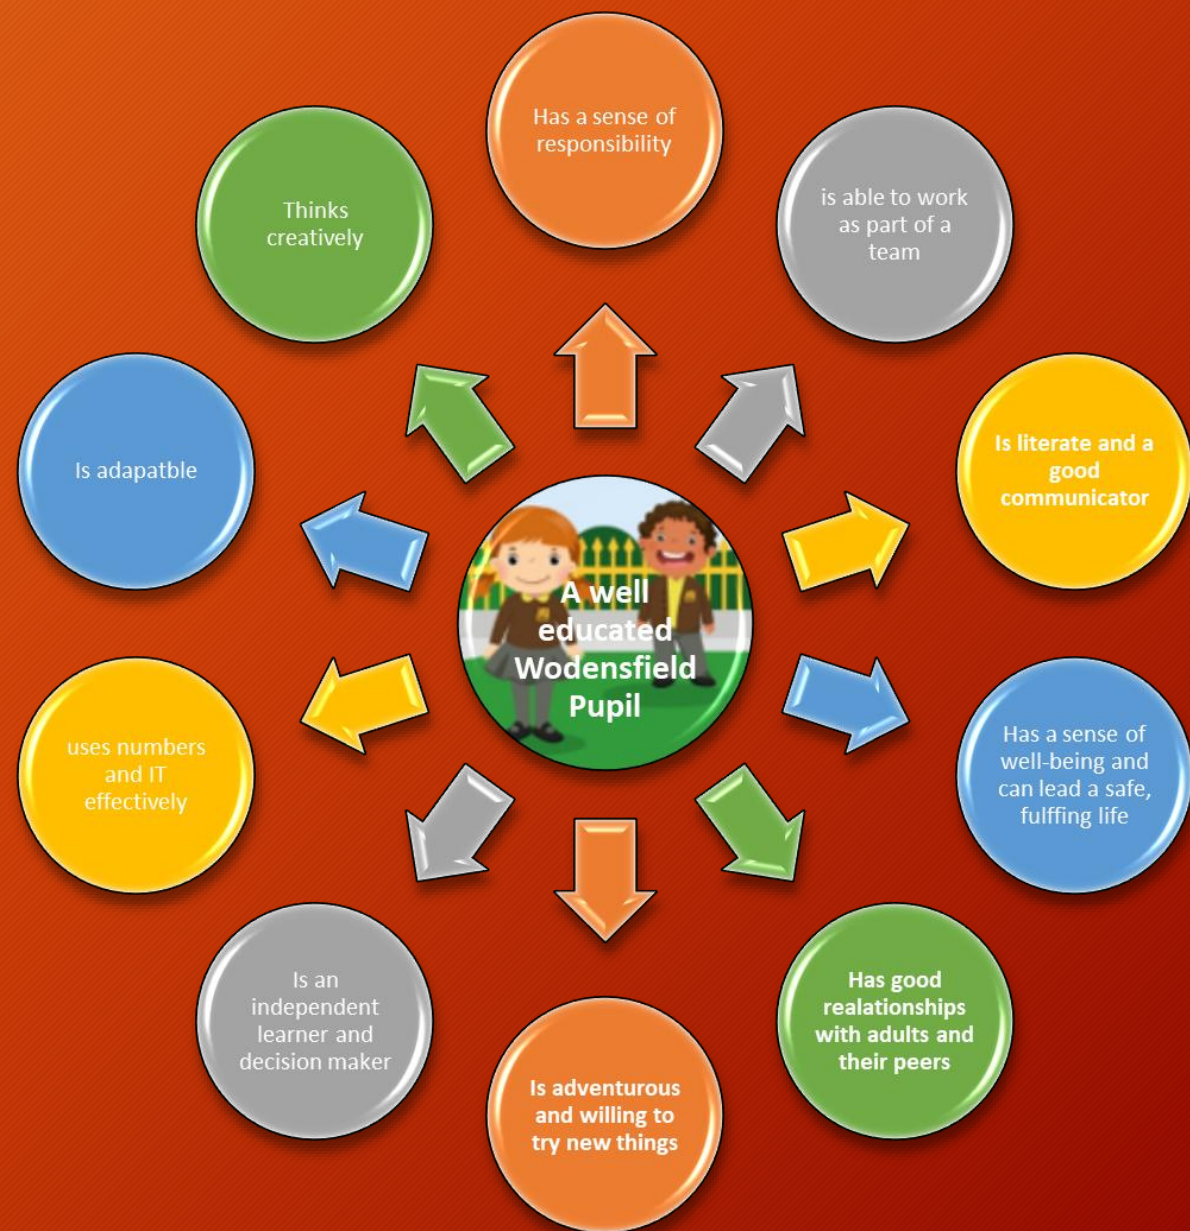 Has a sense of
responsibility
is able to work
as part of a
team
Is literate and a
good
communicator
Has a sense of
well-being and
can lead a safe,
fulffing life
Has good
realationships
with adults and
their peers
Is adventurous
and willing to
try new things
Is an
independent
learner and
decision maker
uses numbers
and IT
effectively
Is adapatble
Thinks
creatively
A well
educated
Wodensfield
Pupil